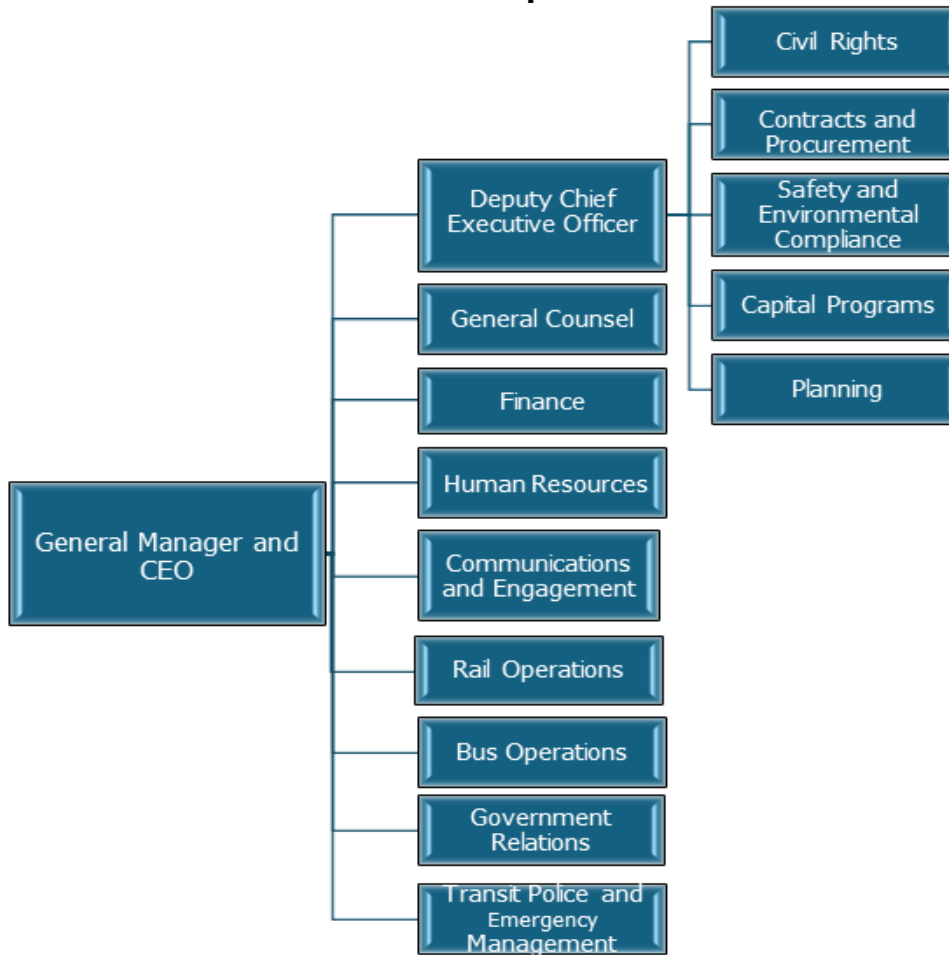 General Manager and
CEO
Deputy Chief
Executive Officer
General Counsel
Finance
Human Resources
Communications
and Engagement
Rail Operations
Bus Operations
Government
Relations
Transit Police and
Emergency
Management
Civil Rights
Contracts and
Procurement
Safety and
Environmental
Compliance
Capital Programs
Planning